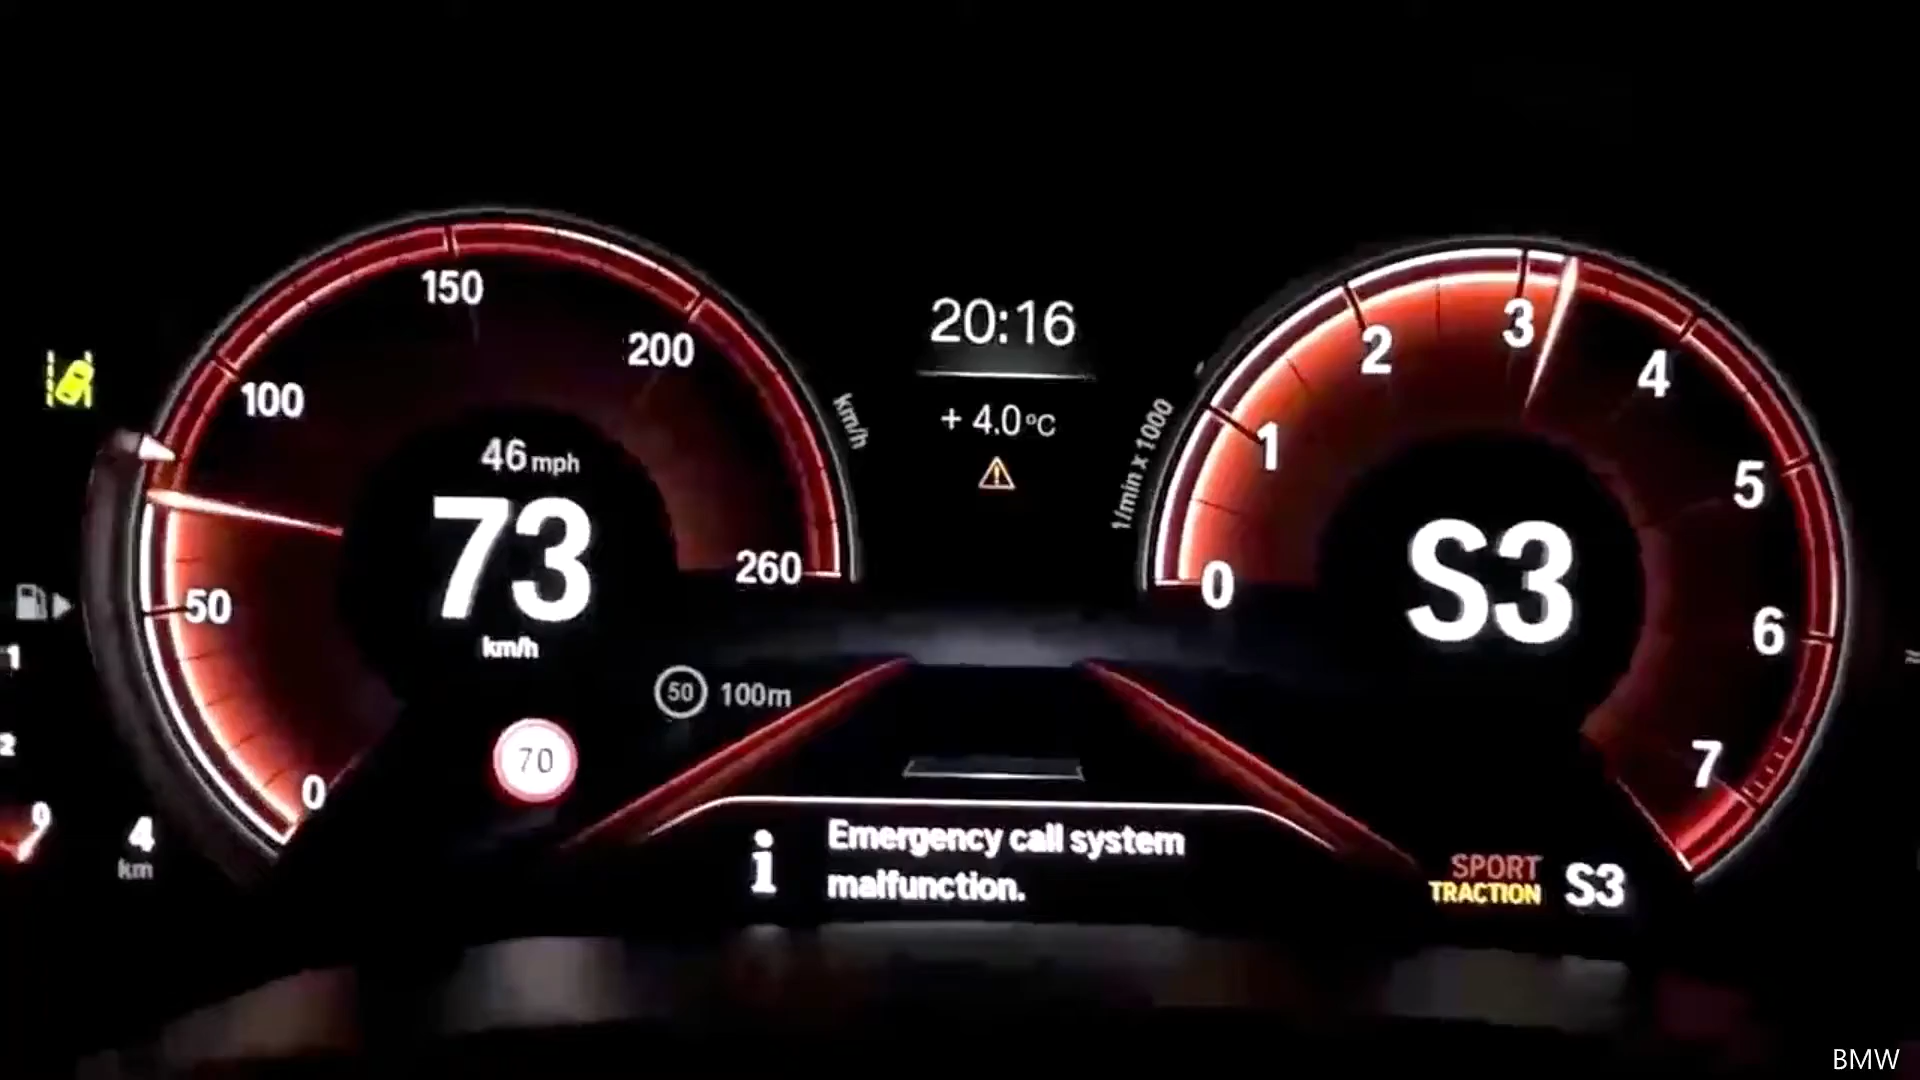 150
200
100
km/h
46 mph
73
km/h
50
260
0
50 100m
70
20:16
+ 4.0°C
1/min x 1000
0
1
2
3
4
5
6
7
S3
1
2
4
km
Emergency call system
malfunction.
SPORT
TRACTION
S3
BMW